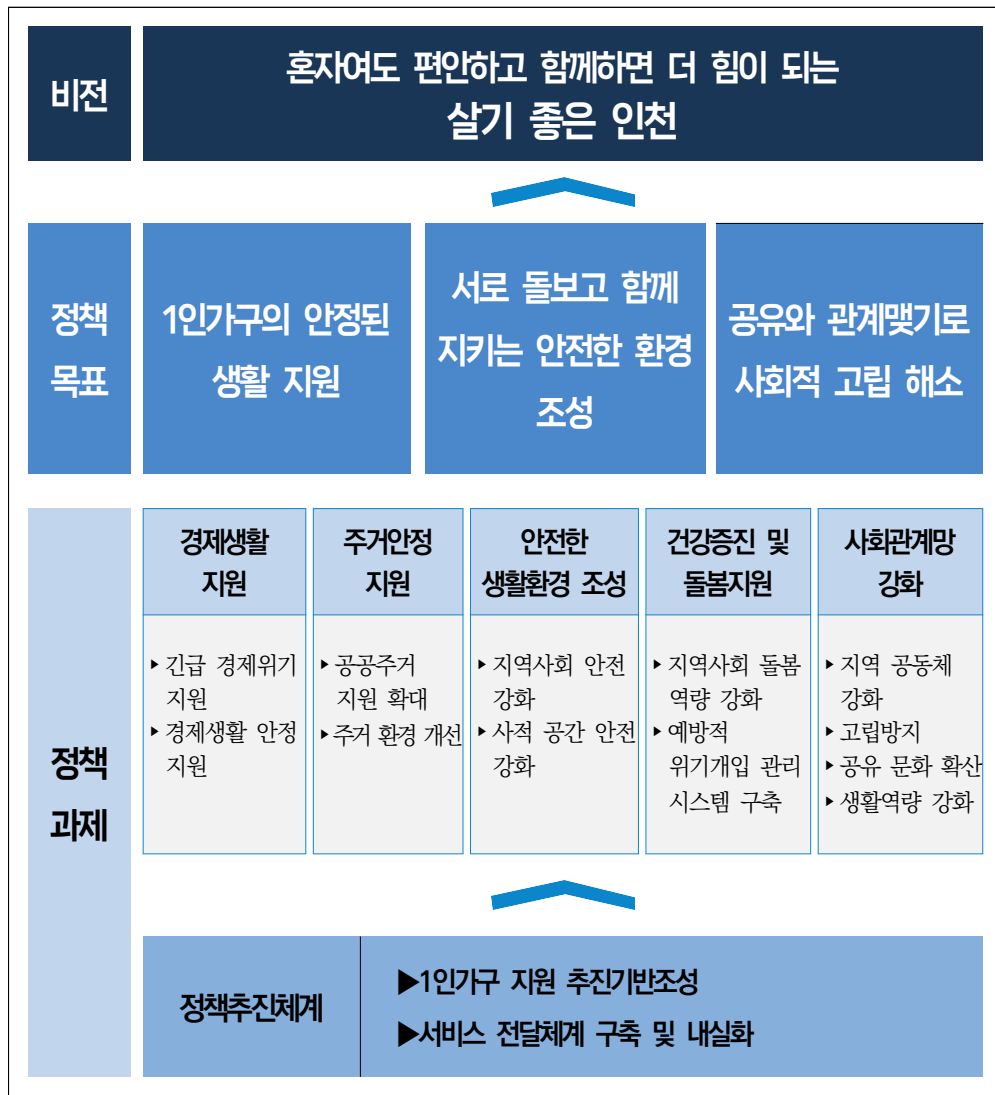 비전
혼자여도 편안하고 함께하면 더 힘이 되는
살기 좋은 인천
정책
목표
1인가구의 안정된
생활 지원
서로 돌보고 함께
지키는 안전한 환경
조성
공유와 관계맺기로
사회적 고립 해소
정책
과제
경제생활
지원
▸ 긴급 경제위기
지원
▸ 경제생활 안정
지원
주거안정
지원
▸ 공공주거
지원 확대
▸ 주거 환경 개선
안전한
생활환경 조성
▸ 지역사회 안전
강화
▸ 사적 공간 안전
강화
건강증진 및
돌봄지원
▸ 지역사회 돌봄
역량 강화
▸ 예방적
위기개입 관리
시스템 구축
사회관계망
강화
▸ 지역 공동체
강화
▸ 고립방지
▸ 공유 문화 확산
▸ 생활역량 강화
정책추진체계
▶1인가구 지원 추진기반조성
▶서비스 전달체계 구축 및 내실화